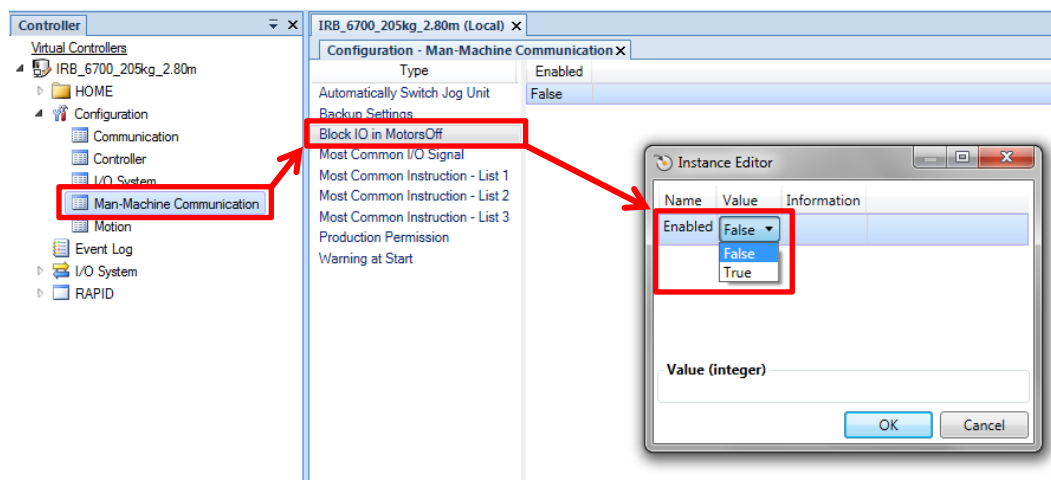 Controller
Virtual Controllers
IRB_6700_205kg_2.80m
HOME
Configuration
Communication
Controller
I/O System
Man-Machine Communication
Motion
Event Log
I/O System
RAPID
IRB_6700_205kg_2.80m (Local)
Configuration - Man-Machine Communication
Type Enabled
Automatically Switch Jog Unit False
Backup Settings
Block IO in MotorsOff
Most Common I/O Signal
Most Common Instruction - List 1
Most Common Instruction - List 2
Most Common Instruction - List 3
Production Permission
Warning at Start
Instance Editor
Name Value Information
Enabled False
False
True
Value (integer)
OK Cancel